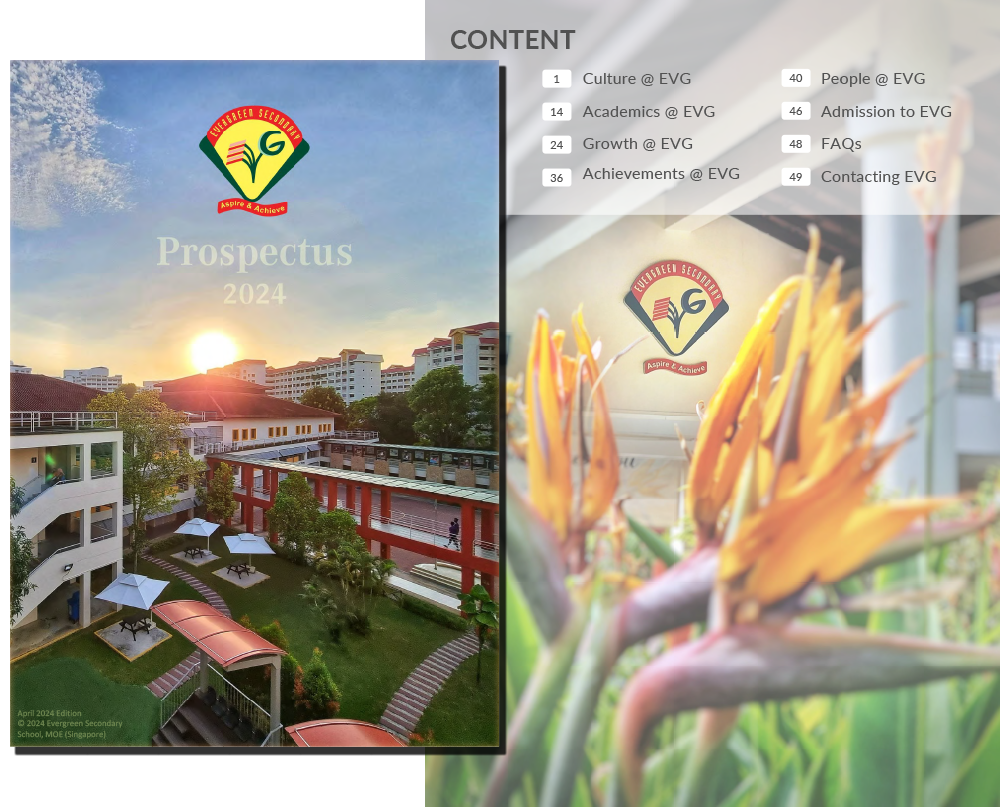 EVERGREEN SECONDARY
G
Aspire & Achieve
Prospectus
2024
April 2024 Edition
© 2024 Evergreen Secondary
School, MOE (Singapore)
CONTENT
1 Culture @ EVG
14 Academics @ EVG
24 Growth @ EVG
36 Achievements @ EVG
40 People @ EVG
46 Admission to EVG
48 FAQs
49 Contacting EVG
EVERGREEN SECONDARY
G
Aspire & Achieve